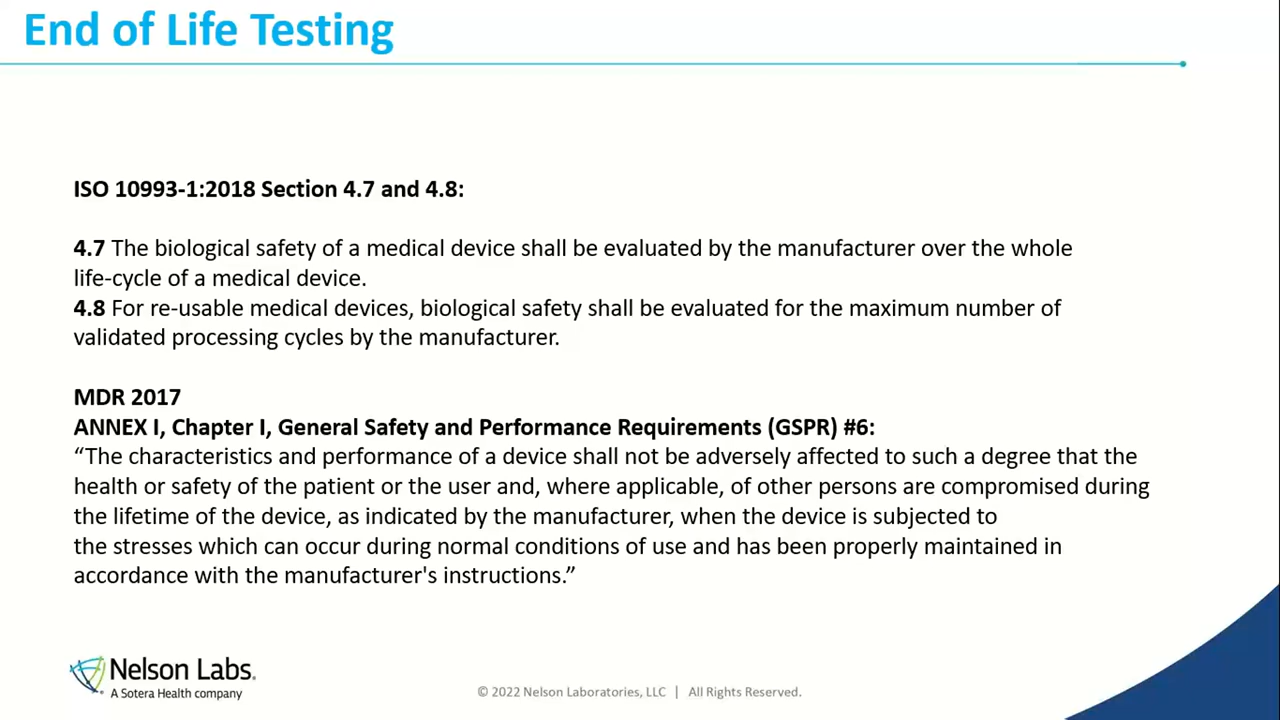 End of Life Testing
ISO 10993-1:2018 Section 4.7 and 4.8:
4.7 The biological safety of a medical device shall be evaluated by the manufacturer over the whole
life-cycle of a medical device.
4.8 For re-usable medical devices, biological safety shall be evaluated for the maximum number of
validated processing cycles by the manufacturer.
MDR 2017
ANNEX I, Chapter I, General Safety and Performance Requirements (GSPR) #6:
“The characteristics and performance of a device shall not be adversely affected to such a degree that the
health or safety of the patient or the user and, where applicable, of other persons are compromised during
the lifetime of the device, as indicated by the manufacturer, when the device is subjected to
the stresses which can occur during normal conditions of use and has been properly maintained in
accordance with the manufacturer's instructions.”
Nelson Labs.
A Sotera Health company
© 2022 Nelson Laboratories, LLC | All Rights Reserved.